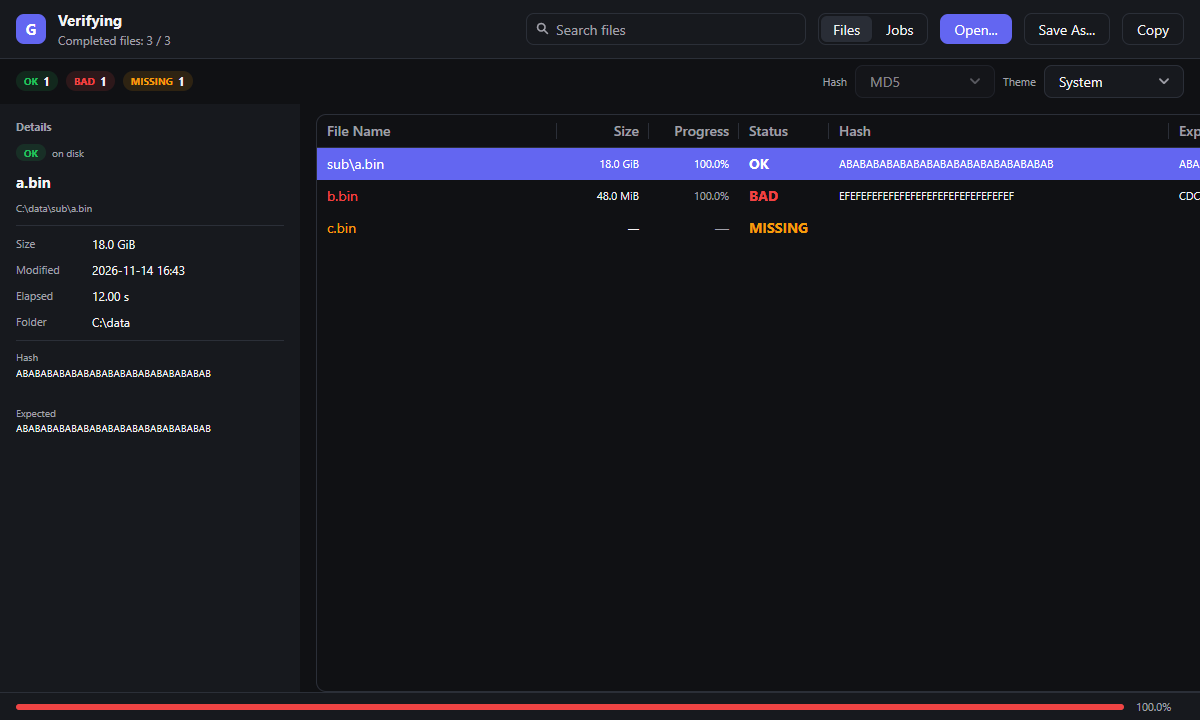 G
Verifying
Completed files: 3 / 3
Search files
Files Jobs Open... Save As... Copy
OK 1 BAD 1 MISSING 1
Hash MD5 Theme System
Details
OK on disk
a.bin
C:\data\sub\a.bin
Size 18.0 GiB
Modified 2026-11-14 16:43
Elapsed 12.00 s
Folder C:\data
Hash
ABABABABABABABABABABABABABABABAB
Expected
ABABABABABABABABABABABABABABABAB
File Name Size Progress Status Hash Exp
sub\a.bin 18.0 GiB 100.0% OK ABABABABABABABABABABABABABABABAB ABA
b.bin 48.0 MiB 100.0% BAD EFEFEFEFEFEFEFEFEFEFEFEFEFEFEFEF CDC
c.bin — — MISSING
100.0%